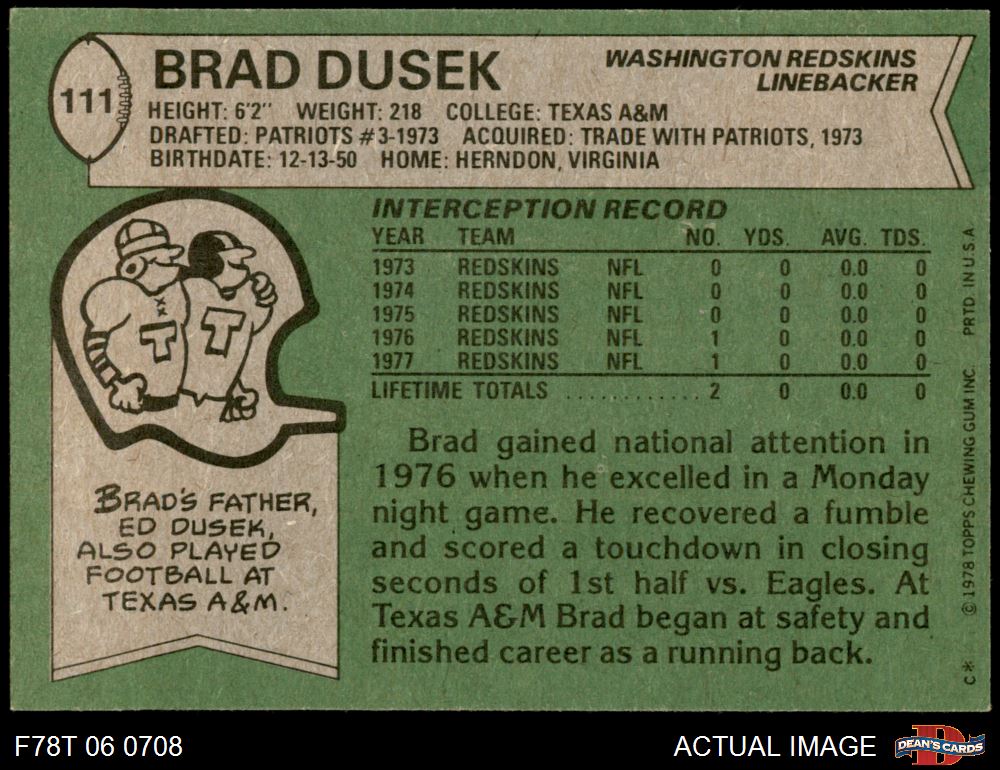 111
BRAD DUSEK
WASHINGTON REDSKINS
LINEBACKER
HEIGHT: 6'2" WEIGHT: 218 COLLEGE: TEXAS A&M
DRAFTED: PATRIOTS #3-1973 ACQUIRED: TRADE WITH PATRIOTS, 1973
BIRTHDATE: 12-13-50 HOME: HERNDON, VIRGINIA
INTERCEPTION RECORD
YEAR TEAM NO. YDS. AVG. TDS.
1973 REDSKINS NFL 0 0 0.0 0
1974 REDSKINS NFL 0 0 0.0 0
1975 REDSKINS NFL 0 0 0.0 0
1976 REDSKINS NFL 1 0 0.0 0
1977 REDSKINS NFL 1 0 0.0 0
LIFETIME TOTALS ............ 2 0 0.0 0
T T
BRAD'S FATHER,
ED DUSEK,
ALSO PLAYED
FOOTBALL AT
TEXAS A&M.
Brad gained national attention in
1976 when he excelled in a Monday
night game. He recovered a fumble
and scored a touchdown in closing
seconds of 1st half vs. Eagles. At
Texas A&M Brad began at safety and
finished career as a running back.
C* © 1978 TOPPS CHEWING GUM INC. PRTD. IN U.S.A.
F78T 06 0708
ACTUAL IMAGE
D
DEAN'S CARDS